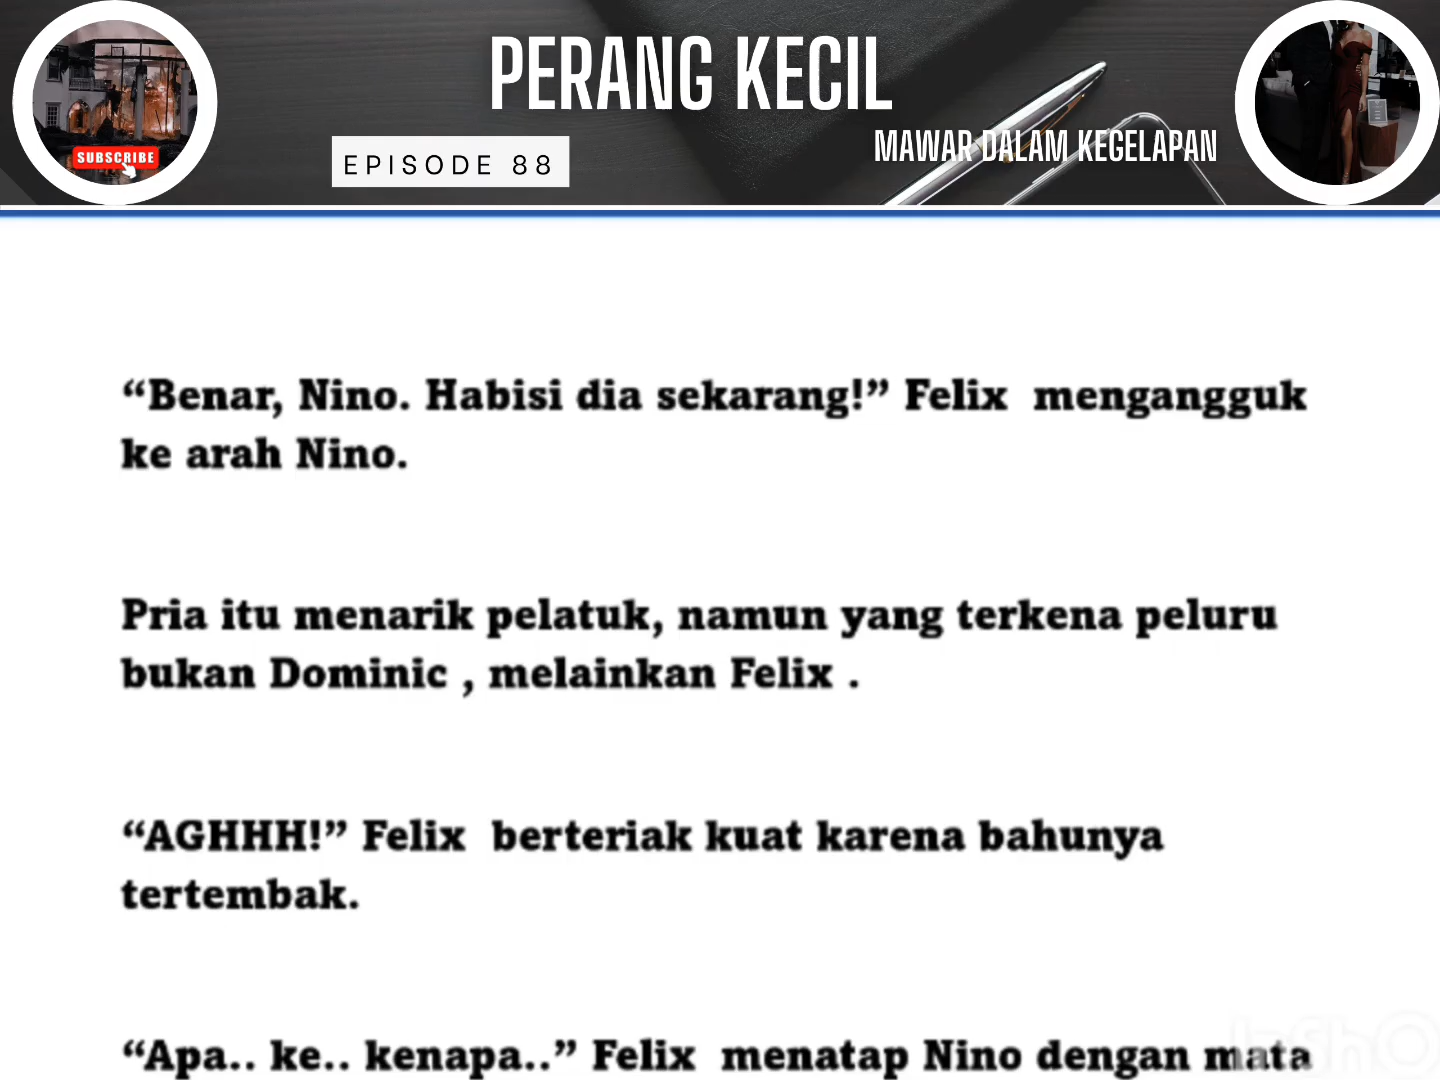 PERANG KECIL
MAWAR DALAM KEGELAPAN
SUBSCRIBE
EPISODE 88
“Benar, Nino. Habisi dia sekarang!” Felix mengangguk
ke arah Nino.
Pria itu menarik pelatuk, namun yang terkena peluru
bukan Dominic , melainkan Felix .
“AGHHH!” Felix berteriak kuat karena bahunya
tertembak.
“Apa.. ke.. kenapa..” Felix menatap Nino dengan mata